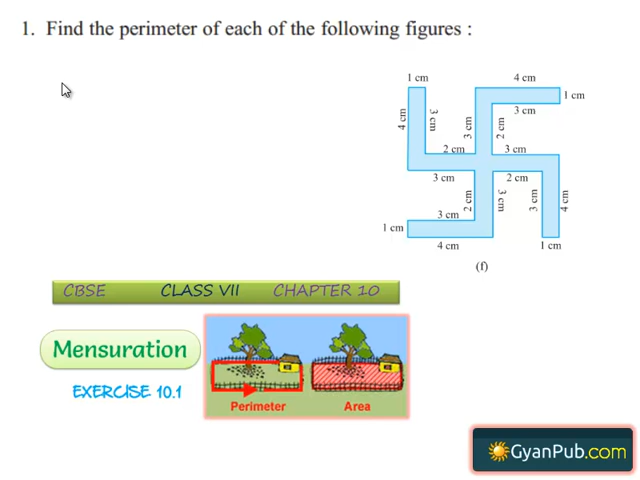 1. Find the perimeter of each of the following figures :
1 cm
4 cm
1 cm
4 cm
3 cm
3 cm
2 cm
3 cm
2 cm
3 cm
3 cm
2 cm
3 cm
2 cm
3 cm
3 cm
4 cm
1 cm
4 cm
1 cm
(f)
CBSE CLASS VII CHAPTER 10
Mensuration
EXERCISE 10.1
Perimeter
Area
GyanPub.com